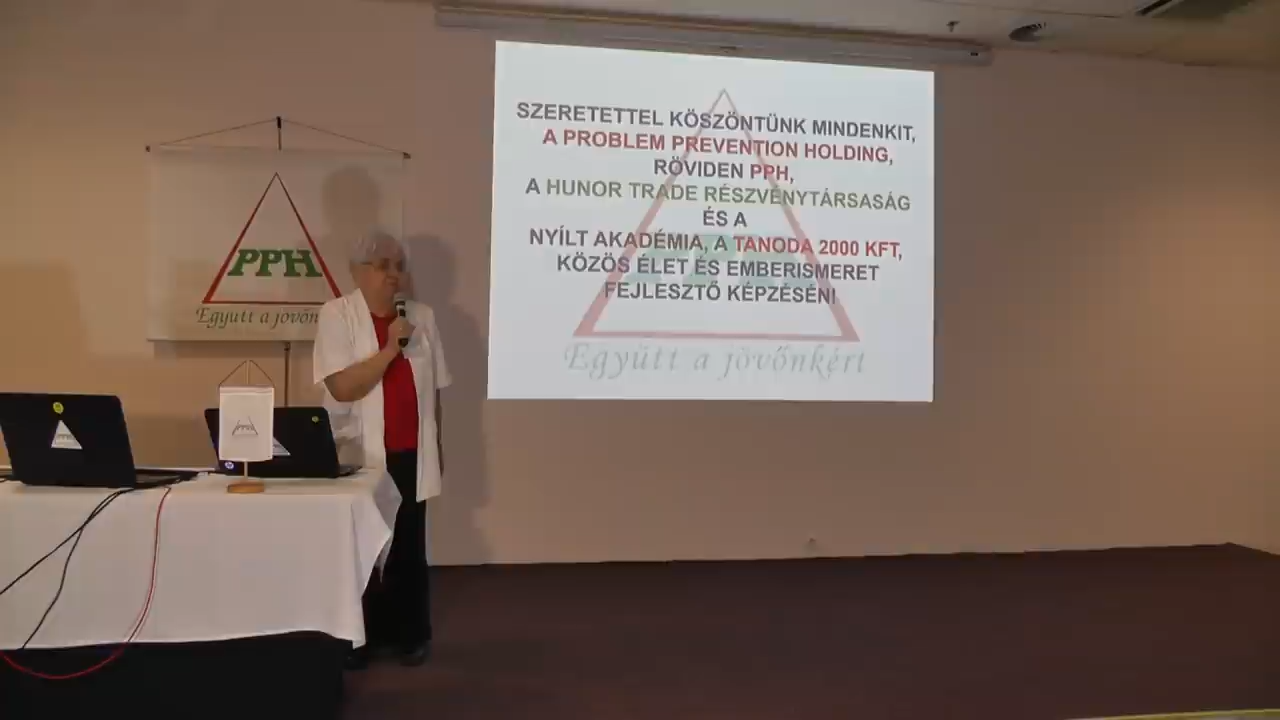 SZERETETTEL KÖSZÖNTÜNK MINDENKIT,
A PROBLEM PREVENTION HOLDING,
RÖVIDEN PPH,
A HUNOR TRADE RÉSZVÉNYTÁRSASÁG
ÉS A
NYÍLT AKADÉMIA, A TANODA 2000 KFT,
KÖZÖS ÉLET ÉS EMBERISMERET
FEJLESZTŐ KÉPZÉSÉN!
Együtt a jövőnkért
PPH
Együtt a jövőn